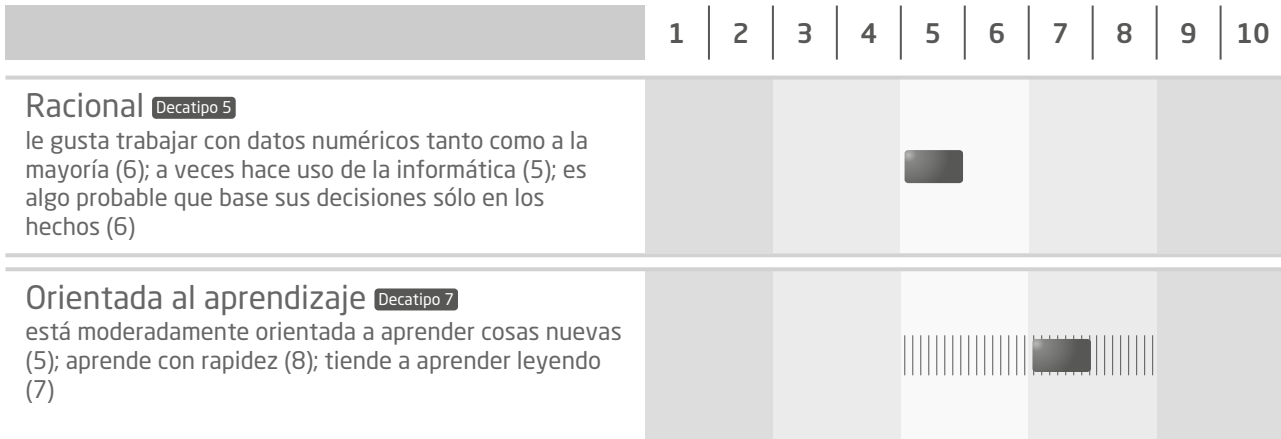 1 2 3 4 5 6 7 8 9 10
Racional Decatipo 5
le gusta trabajar con datos numéricos tanto como a la
mayoría (6); a veces hace uso de la informática (5); es
algo probable que base sus decisiones sólo en los
hechos (6)
Orientada al aprendizaje Decatipo 7
está moderadamente orientada a aprender cosas nuevas
(5); aprende con rapidez (8); tiende a aprender leyendo
(7)